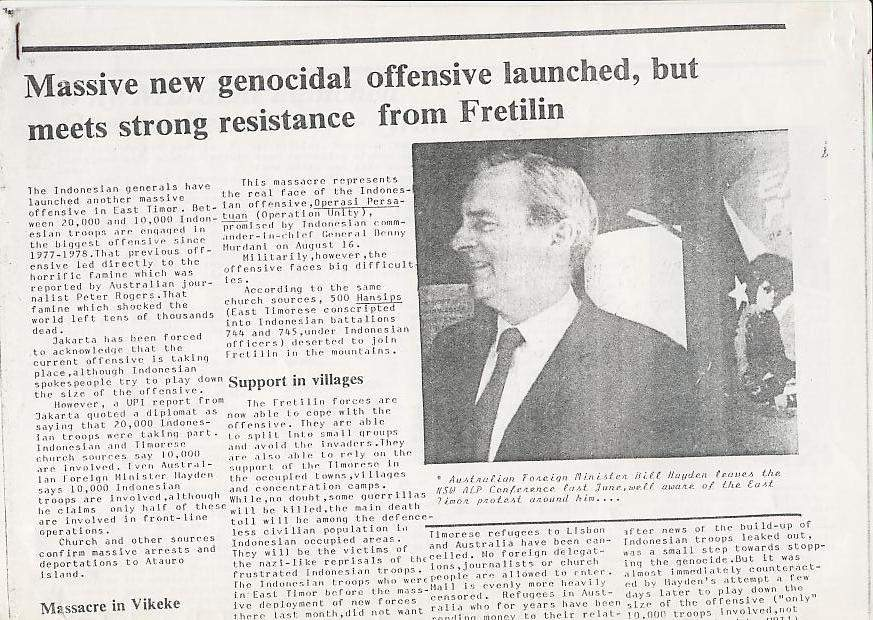 Massive new genocidal offensive launched, but
meets strong resistance from Fretilin
The Indonesian generals have
launched another massive
offensive in East Timor. Bet-
ween 20,000 and 10,000 Indon-
esian troops are engaged in
the biggest offensive since
1977-1978.That previous off-
ensive led directly to the
horrific famine which was
reported by Australian jour-
nalist Peter Rogers.That
famine which shocked the
world left tens of thousands
dead.
Jakarta has been forced
to acknowledge that the
current offensive is taking
place,although Indonesian
spokespeople try to play down
the size of the offensive.
However, a UPI report from
Jakarta quoted a diplomat as
saying that 20,000 Indones-
ian troops were taking part.
Indonesian and Timorese
church sources say 10,000
are involved. Even Austral-
ian Foreign Minister Hayden
says 10,000 Indonesian
troops are involved,although
he claims only half of these
are involved in front-line
operations.
Church and other sources
confirm massive arrests and
deportations to Atauro
island.
Massacre in Vikeke
This massacre represents
the real face of the Indones-
ian offensive,Operasi Persa-
tuan (Operation Unity),
promised by Indonesian comm-
ander-in-chief General Benny
Murdani on August 16.
Militarily,however,the
offensive faces big difficult-
ies.
According to the same
church sources, 500 Hansips
(East Timorese conscripted
into Indonesian battalions
744 and 745,under Indonesian
officers) deserted to join
Fretilin in the mountains.
Support in villages
The Fretilin forces are
now able to cope with the
offensive. They are able
to split into small groups
and avoid the invaders.They
are also able to rely on the
support of the Timorese in
the occupied towns,villages
and concentration camps.
While,no doubt,some guerrillas
will be killed,the main death
toll will be among the defence-
less civilian population in
Indonesian occupied areas.
They will be the victims of
the nazi-like reprisals of the
frustrated Indonesian troops.
The Indonesian troops who were
in East Timor before the mass-
ive deployment of new forces
there last month,did not want
* Australian Foreign Minister Bill Hayden leaves the
NSW ALP Conference last June,well aware of the East
Timor protest around him....
Timorese refugees to Lisbon
and Australia have been can-
celled. No foreign delegat-
ions,journalists or church
people are allowed to enter.
Mail is evenly more heavily
censored. Refugees in Aust-
ralia who for years have been
sending money to their relat-
after news of the build-up of
Indonesian troops leaked out,
was a small step towards stopp-
ing the genocide.But it was
almost immediately counteract-
ed by Hayden's attempt a few
days later to play down the
size of the offensive ("only"
10,000 troops involved,not